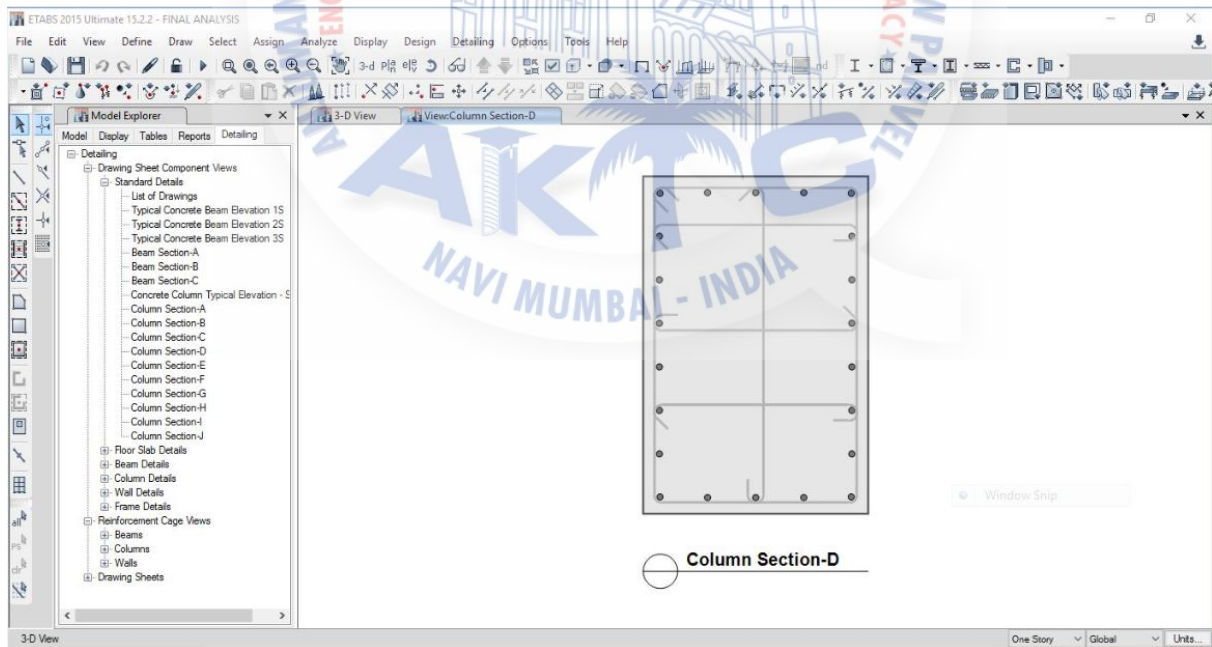 ETABS 2015 Ultimate 15.2.2 - FINAL ANALYSIS
File Edit View Define Draw Select Assign Analyze Display Design Detailing Options Tools Help
Model Explorer
3-D View
View:Column Section-D
Model Display Tables Reports Detailing
Detailing
Drawing Sheet Component Views
Standard Details
List of Drawings
Typical Concrete Beam Elevation 1S
Typical Concrete Beam Elevation 2S
Typical Concrete Beam Elevation 3S
Beam Section-A
Beam Section-B
Beam Section-C
Concrete Column Typical Elevation - S
Column Section-A
Column Section-B
Column Section-C
Column Section-D
Column Section-E
Column Section-F
Column Section-G
Column Section-H
Column Section-I
Column Section-J
Floor Slab Details
Beam Details
Column Details
Wall Details
Frame Details
Reinforcement Cage Views
Beams
Columns
Walls
Drawing Sheets
AKTC
NAVI MUMBAI - INDIA
Window Snip
Column Section-D
3-D View
One Story
Global
Units...